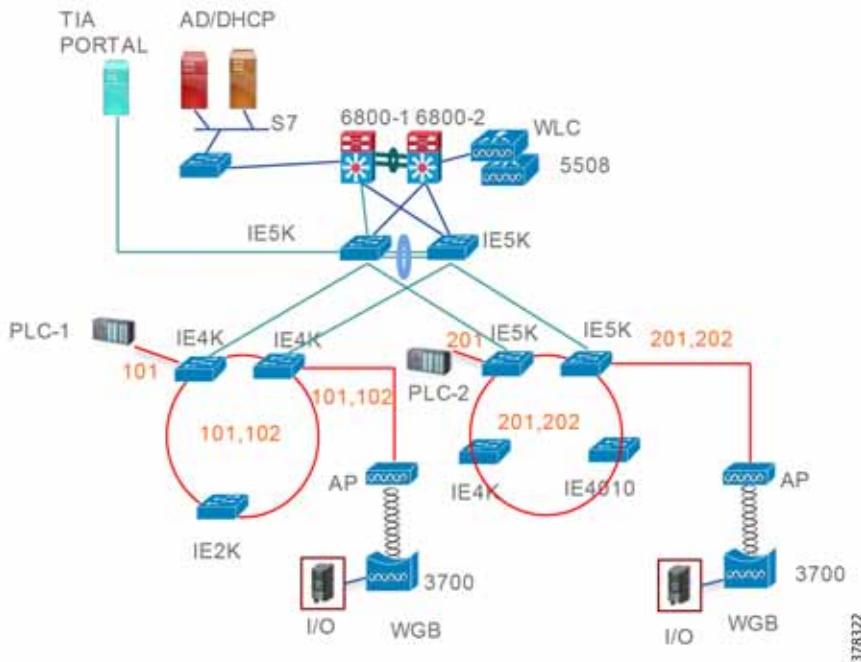 TIA
PORTAL
AD/DHCP
S7
6800-1 6800-2
WLC
5508
IE5K
IE5K
PLC-1
IE4K
IE4K
101
101,102
101,102
PLC-2
201
IE5K
IE5K
201,202
201,202
IE4K
IE4010
IE2K
AP
3700
I/O
WGB
AP
3700
I/O
WGB
378322